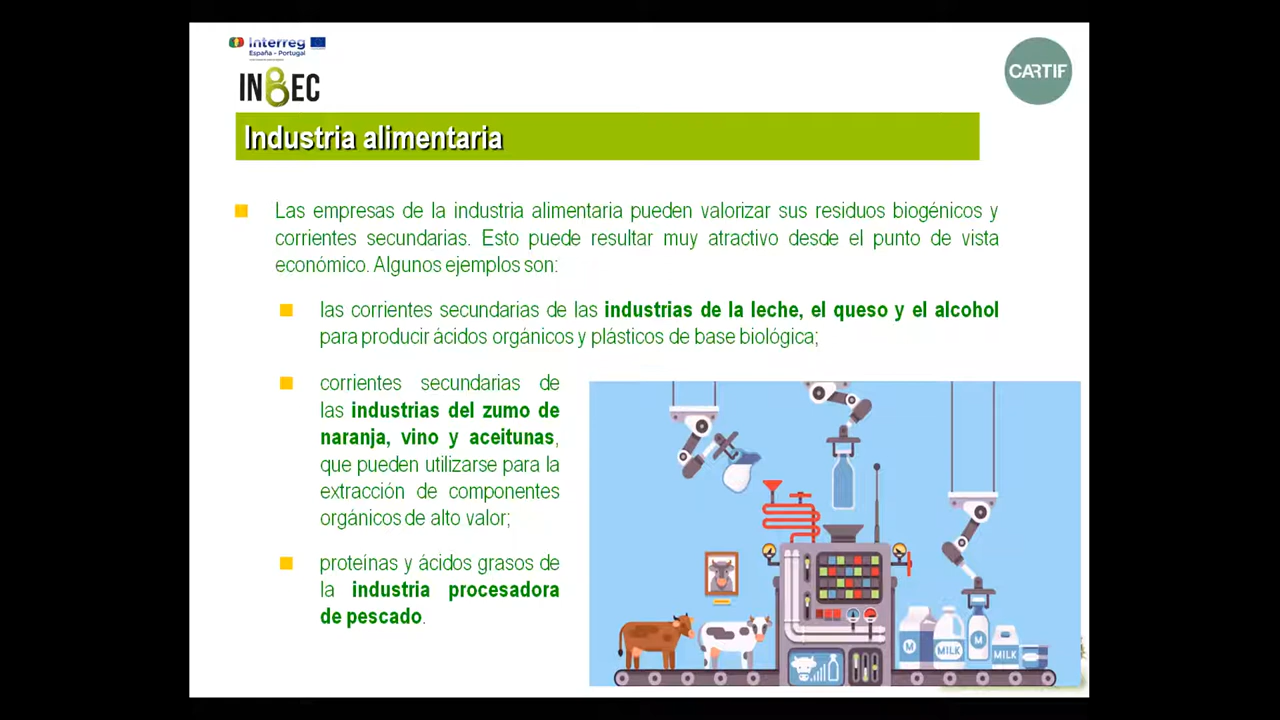 Interreg
España - Portugal
INBEC
CARTIF
Industria alimentaria
Las empresas de la industria alimentaria pueden valorizar sus residuos biogénicos y
corrientes secundarias. Esto puede resultar muy atractivo desde el punto de vista
económico. Algunos ejemplos son:
las corrientes secundarias de las industrias de la leche, el queso y el alcohol
para producir ácidos orgánicos y plásticos de base biológica;
corrientes secundarias de
las industrias del zumo de
naranja, vino y aceitunas,
que pueden utilizarse para la
extracción de componentes
orgánicos de alto valor;
proteínas y ácidos grasos de
la industria procesadora
de pescado.
M
MILK
M
MILK